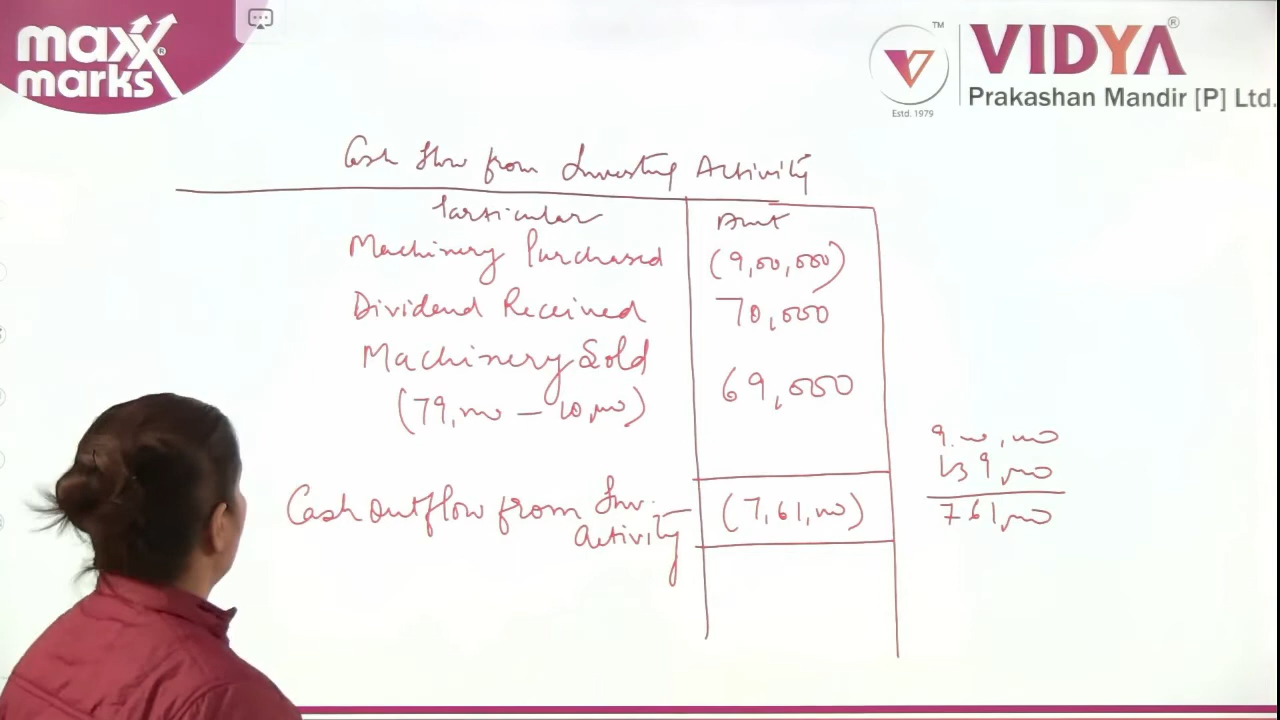 maxx
marks
VIDYA
Prakashan Mandir [P] Ltd.
Estd. 1979
TM
®
Cash flow from Investing Activity
Particular Amt
Machinery Purchased (9,00,000)
Dividend Received 70,000
Machinery Sold
(79,000 - 10,000) 69,000
Cash outflow from Inv. Activity (7,61,000)
9,00,000
139,000
761,000